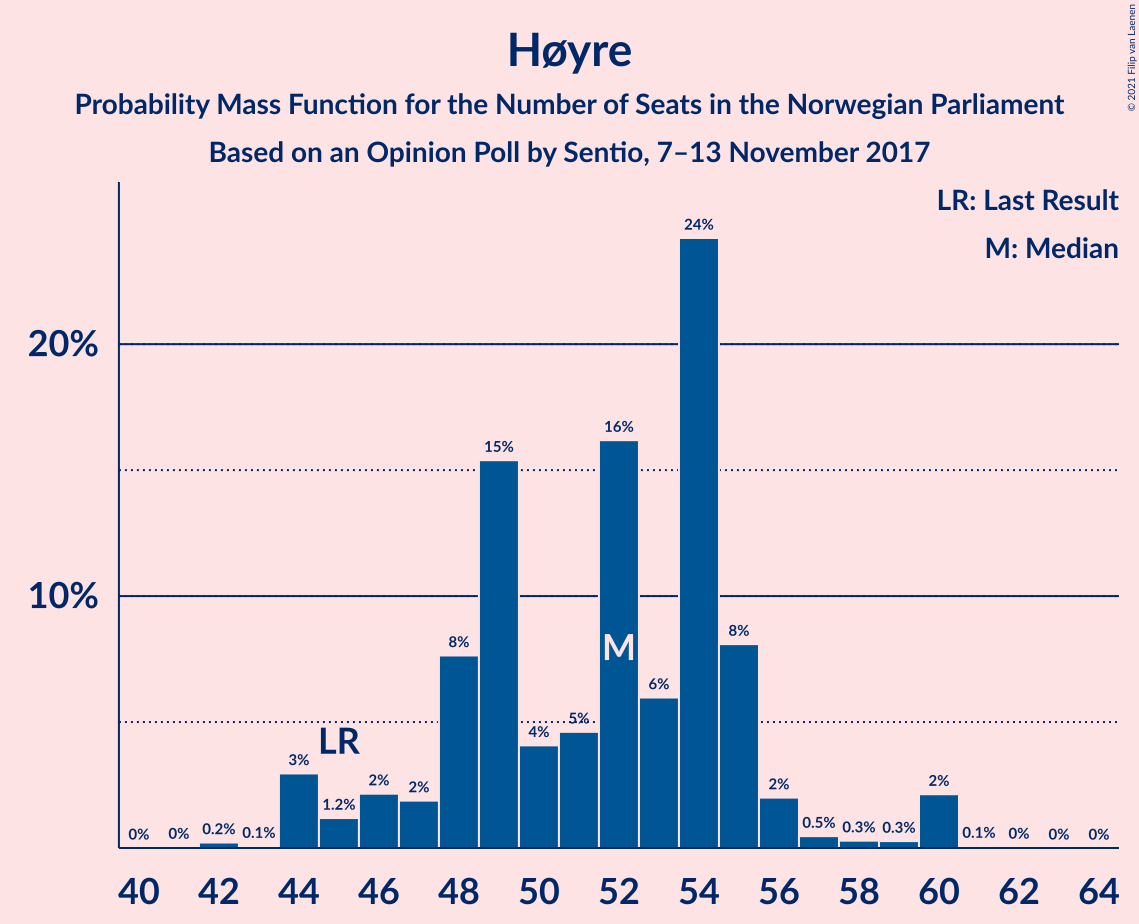 Høyre
Probability Mass Function for the Number of Seats in the Norwegian Parliament
Based on an Opinion Poll by Sentio, 7–13 November 2017
© 2021 Filip van Laenen
LR: Last Result
M: Median
20%
10%
0% 0% 0.2% 0.1% 3% 1.2% 2% 2% 8% 15% 4% 5% 16% 6% 24% 8% 2% 0.5% 0.3% 0.3% 2% 0.1% 0% 0% 0%
LR
M
40 42 44 46 48 50 52 54 56 58 60 62 64